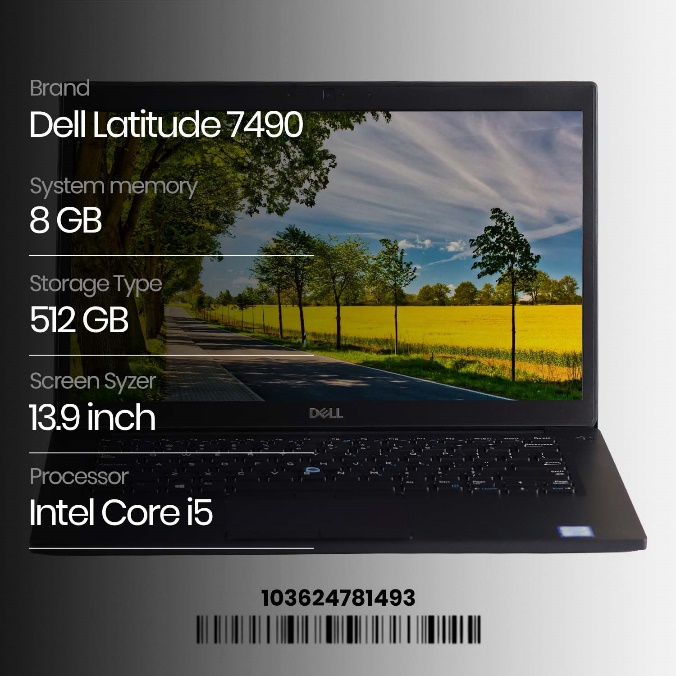 Brand
Dell Latitude 7490
System memory
8 GB
Storage Type
512 GB
Screen Syzer
13.9 inch
DELL
Processor
Intel Core i5
103624781493